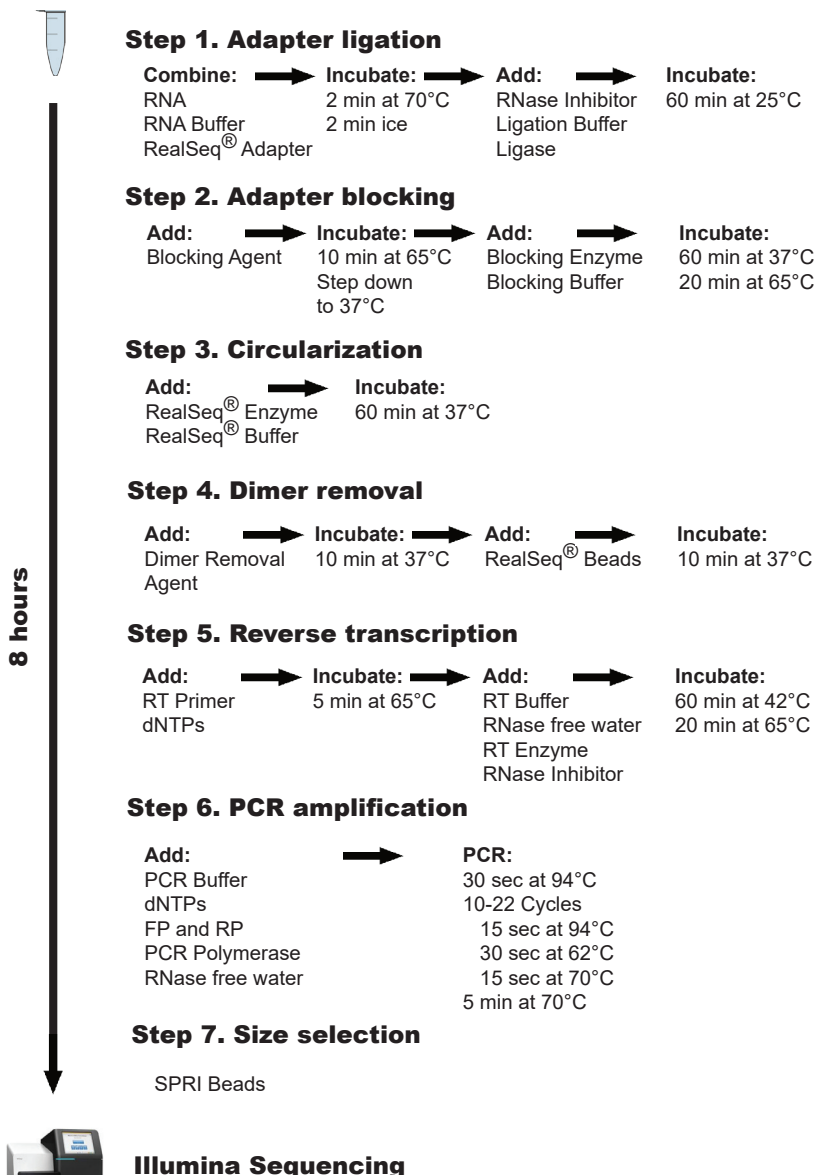 Step 1. Adapter ligation
Combine: Incubate: Add: Incubate:
RNA 2 min at 70°C RNase Inhibitor 60 min at 25°C
RNA Buffer 2 min ice Ligation Buffer
RealSeq® Adapter Ligase
Step 2. Adapter blocking
Add: Incubate: Add: Incubate:
Blocking Agent 10 min at 65°C Blocking Enzyme 60 min at 37°C
Step down Blocking Buffer 20 min at 65°C
to 37°C
Step 3. Circularization
Add: Incubate:
RealSeq® Enzyme 60 min at 37°C
RealSeq® Buffer
Step 4. Dimer removal
Add: Incubate: Add: Incubate:
Dimer Removal 10 min at 37°C RealSeq® Beads 10 min at 37°C
Agent
8 hours
Step 5. Reverse transcription
Add: Incubate: Add: Incubate:
RT Primer 5 min at 65°C RT Buffer 60 min at 42°C
dNTPs RNase free water 20 min at 65°C
RT Enzyme
RNase Inhibitor
Step 6. PCR amplification
Add: PCR:
PCR Buffer 30 sec at 94°C
dNTPs 10-22 Cycles
FP and RP 15 sec at 94°C
PCR Polymerase 30 sec at 62°C
RNase free water 15 sec at 70°C
5 min at 70°C
Step 7. Size selection
SPRI Beads
Illumina Sequencing